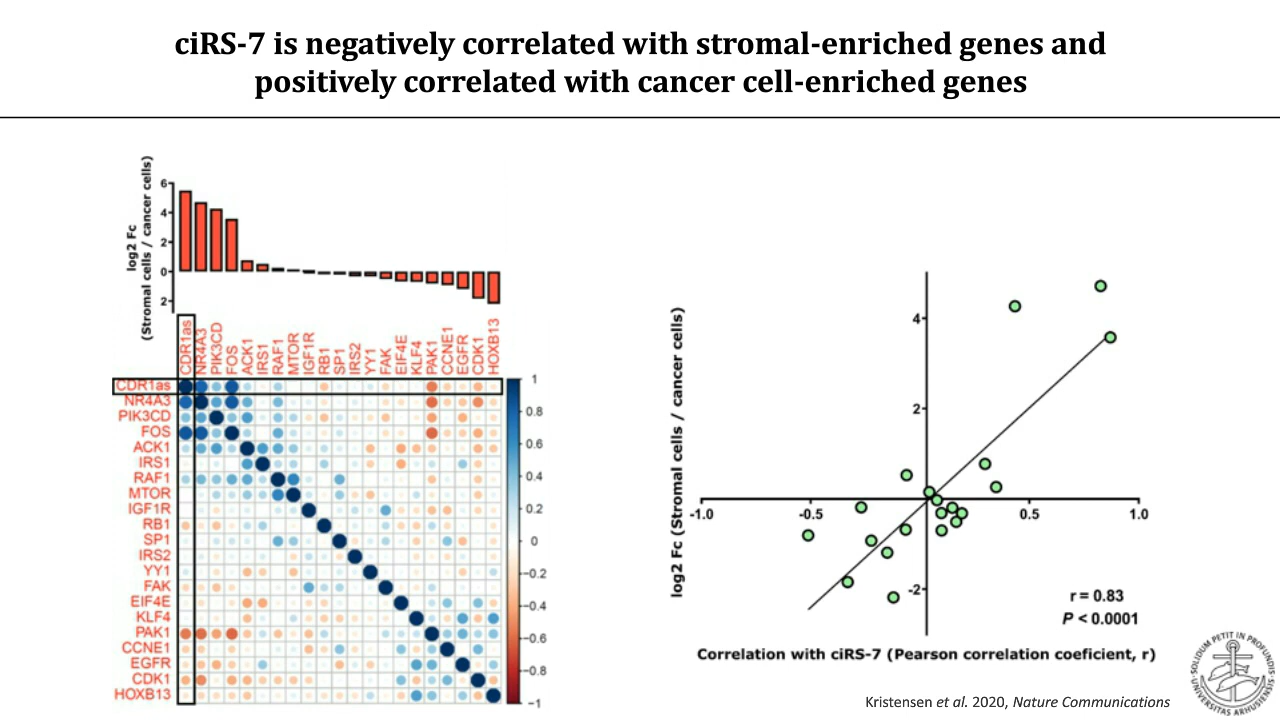 ciRS-7 is negatively correlated with stromal-enriched genes and
positively correlated with cancer cell-enriched genes
log2 Fc
(Stromal cells / cancer cells)
6
4
2
0
2
CDR1as
NR4A3
PIK3CD
FOS
ACK1
IRS1
RAF1
MTOR
IGF1R
RB1
SP1
IRS2
YY1
FAK
EIF4E
KLF4
PAK1
CCNE1
EGFR
CDK1
HOXB13
CDR1as
NR4A3
PIK3CD
FOS
ACK1
IRS1
RAF1
MTOR
IGF1R
RB1
SP1
IRS2
YY1
FAK
EIF4E
KLF4
PAK1
CCNE1
EGFR
CDK1
HOXB13
1
0.8
0.6
0.4
0.2
0
−0.2
−0.4
−0.6
−0.8
−1
log2 Fc (Stromal cells / cancer cells)
4
2
-2
-1.0
-0.5
0.5
1.0
r = 0.83
P < 0.0001
Correlation with ciRS-7 (Pearson correlation coeficient, r)
Kristensen et al. 2020, Nature Communications
SOLIDUM PETIT IN PROFUNDIS
UNIVERSITAS ARHUSIENSIS